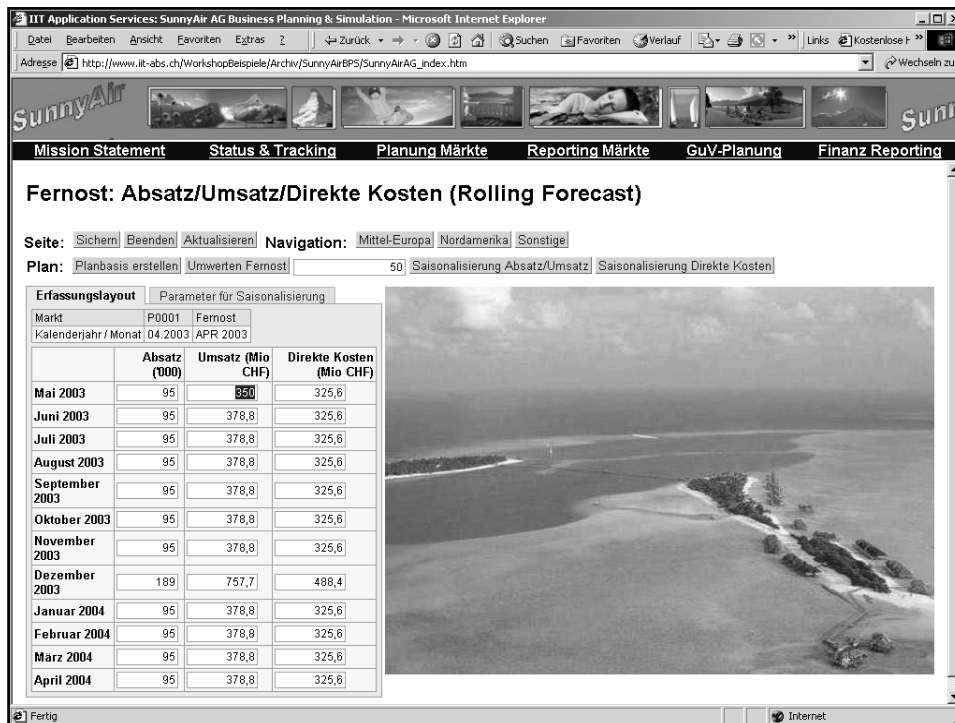 IIT Application Services: SunnyAir AG Business Planning & Simulation - Microsoft Internet Explorer
Datei Bearbeiten Ansicht Favoriten Extras ? Zurück Suchen Favoriten Verlauf » Links Kostenlose H »
Adresse http://www.iit-abs.ch/WorkshopBeispiele/Archiv/SunnyAirBPS/SunnyAirAG_index.htm Wechseln zu
SunnyAir Sunn
Mission Statement Status & Tracking Planung Märkte Reporting Märkte GuV-Planung Finanz Reporting
Fernost: Absatz/Umsatz/Direkte Kosten (Rolling Forecast)
Seite: Sichern Beenden Aktualisieren Navigation: Mittel-Europa Nordamerika Sonstige
Plan: Planbasis erstellen Umwerten Fernost 50 Saisonalisierung Absatz/Umsatz Saisonalisierung Direkte Kosten
Erfassungslayout Parameter für Saisonalisierung
Markt P0001 Fernost
Kalenderjahr / Monat 04.2003 APR 2003
Absatz ('000) Umsatz (Mio CHF) Direkte Kosten (Mio CHF)
Mai 2003 95 350 325,6
Juni 2003 95 378,8 325,6
Juli 2003 95 378,8 325,6
August 2003 95 378,8 325,6
September 2003 95 378,8 325,6
Oktober 2003 95 378,8 325,6
November 2003 95 378,8 325,6
Dezember 2003 189 757,7 488,4
Januar 2004 95 378,8 325,6
Februar 2004 95 378,8 325,6
März 2004 95 378,8 325,6
April 2004 95 378,8 325,6
Fertig Internet